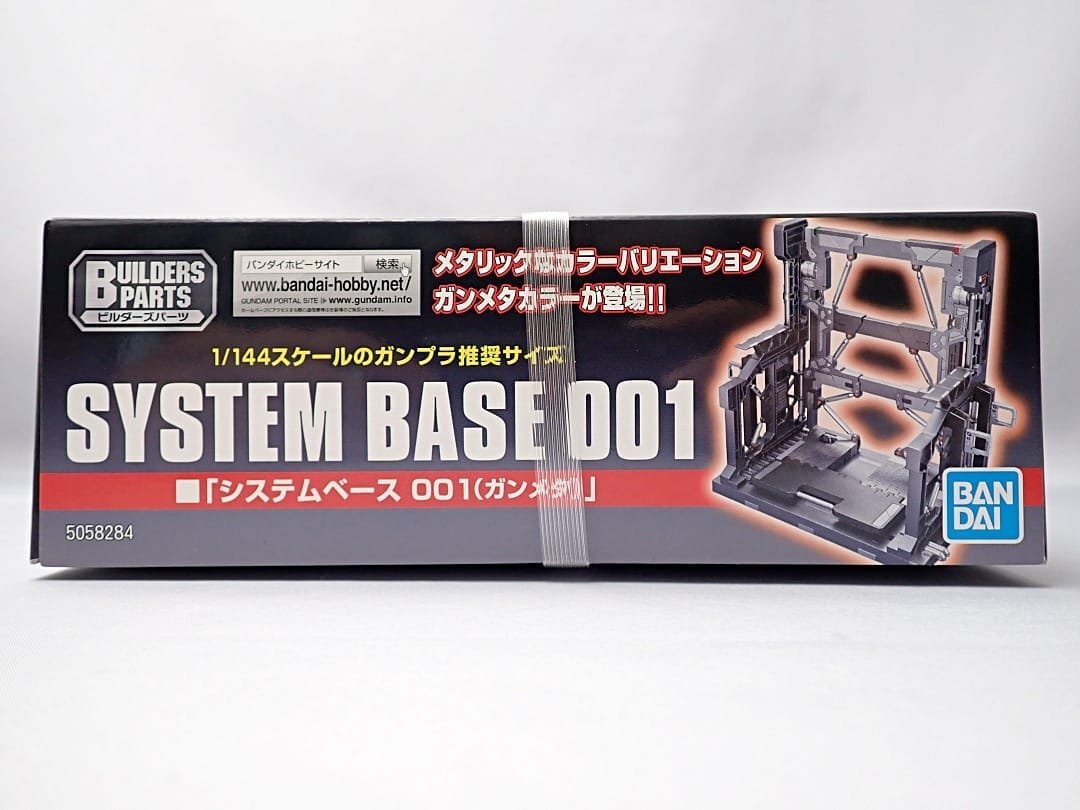 BUILDERS
PARTS
ビルダーズパーツ
バンダイホビーサイト 検索
www.bandai-hobby.net/
GUNDAM PORTAL SITE ▷ www.gundam.info
メタリックなカラーバリエーション
ガンメタカラーが登場!!
1/144スケールのガンプラ推奨サイズ
SYSTEM BASE 001
■「システムベース 001(ガンメタ)」
5058284
BAN
DAI